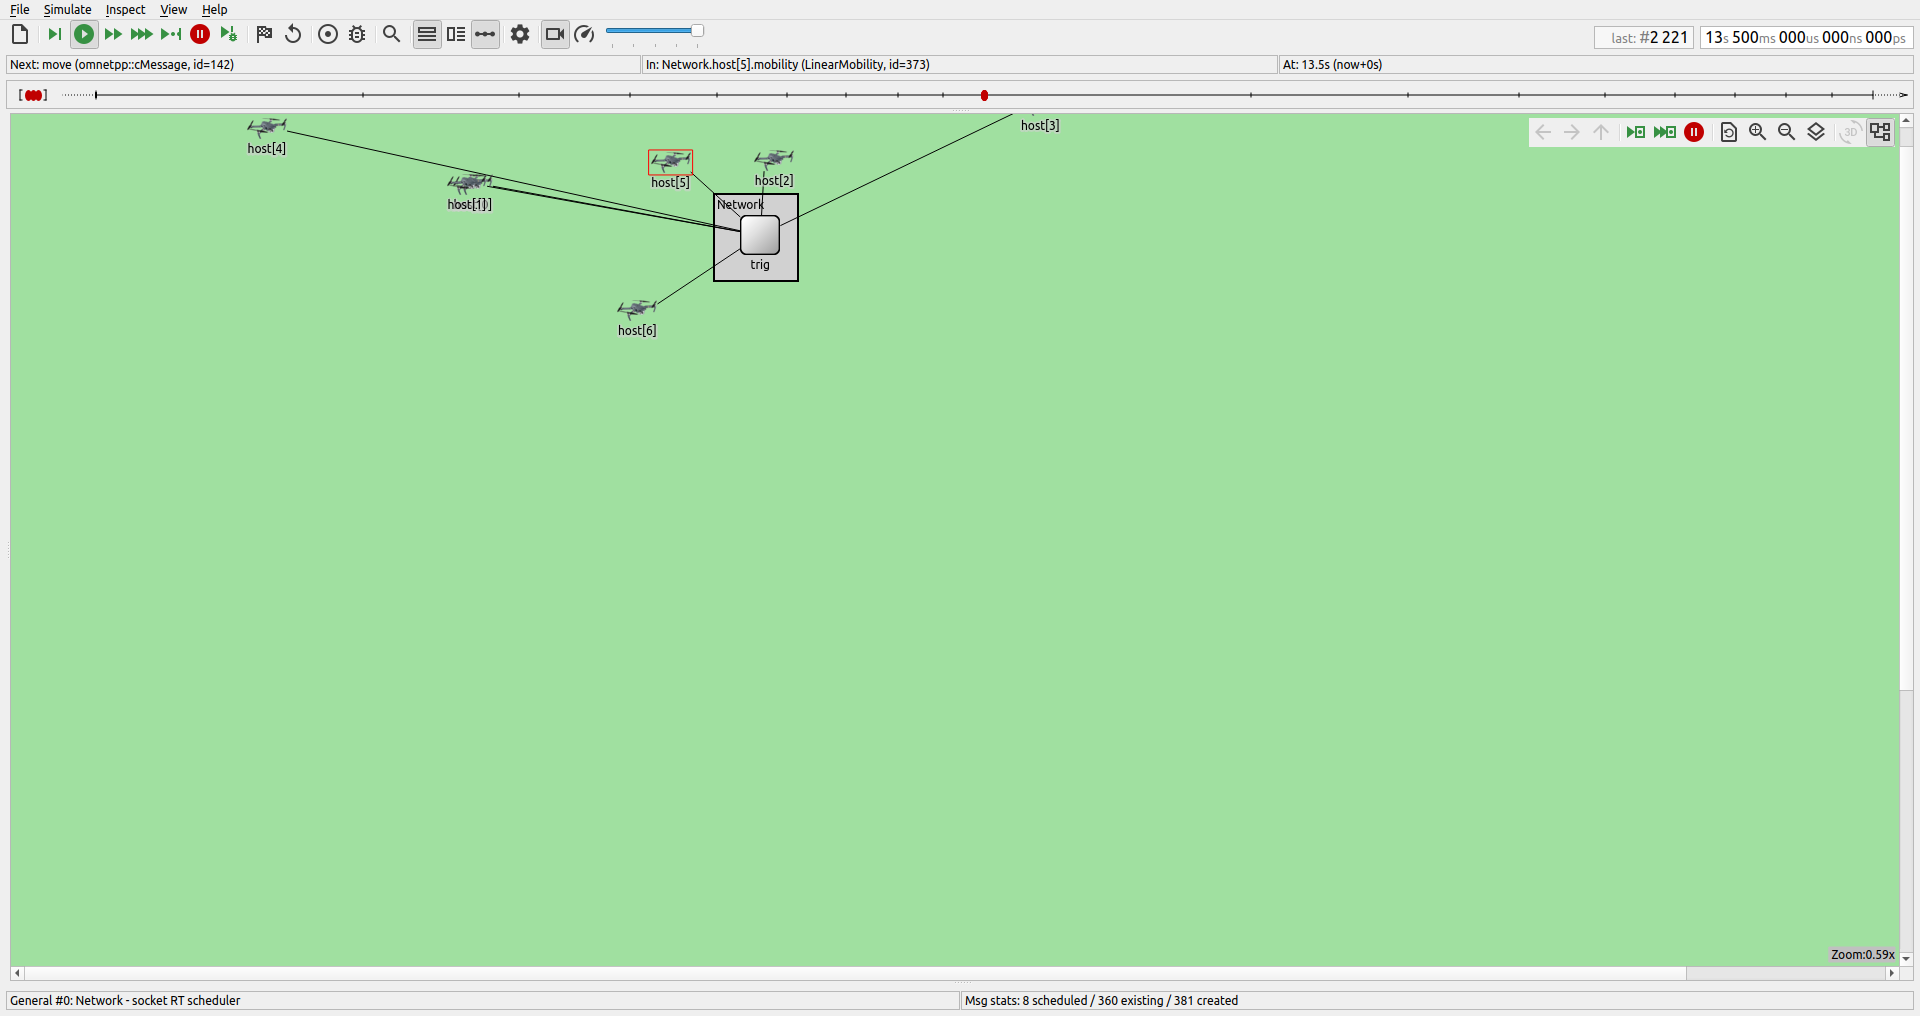 File Simulate Inspect View Help
last: #2 221
13s 500ms 000us 000ns 000ps
Next: move (omnetpp::cMessage, id=142)
In: Network.host[5].mobility (LinearMobility, id=373)
At: 13.5s (now+0s)
host[4]
host[3]
3D
host[5]
host[2]
host[1]
Network
trig
host[6]
Zoom:0.59x
General #0: Network - socket RT scheduler
Msg stats: 8 scheduled / 360 existing / 381 created